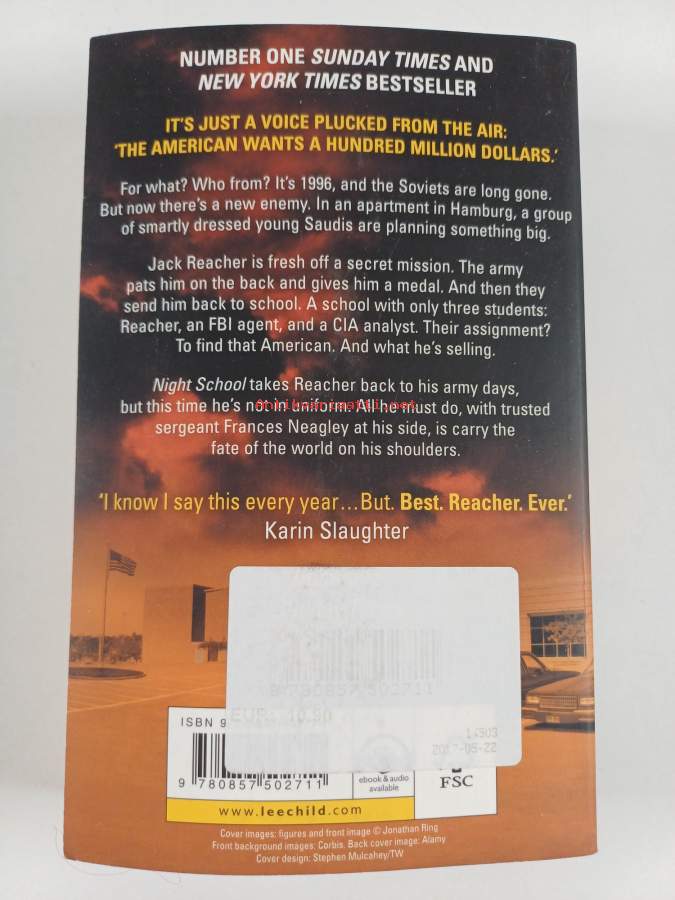 NUMBER ONE SUNDAY TIMES AND
NEW YORK TIMES BESTSELLER
IT'S JUST A VOICE PLUCKED FROM THE AIR:
'THE AMERICAN WANTS A HUNDRED MILLION DOLLARS.'
For what? Who from? It's 1996, and the Soviets are long gone.
But now there's a new enemy. In an apartment in Hamburg, a group
of smartly dressed young Saudis are planning something big.
Jack Reacher is fresh off a secret mission. The army
pats him on the back and gives him a medal. And then they
send him back to school. A school with only three students:
Reacher, an FBI agent, and a CIA analyst. Their assignment?
To find that American. And what he's selling.
Night School takes Reacher back to his army days,
but this time he's not in uniform. All he must do, with trusted
sergeant Frances Neagley at his side, is carry the
fate of the world on his shoulders.
'I know I say this every year...But. Best. Reacher. Ever.'
Karin Slaughter
9 780857 502711
EUR 10.90
14303
2017-05-22
ISBN 9
9 780857 502711
ebook & audio
available
FSC
www.leechild.com
Cover images: figures and front image © Jonathan Ring
Front background images: Corbis. Back cover image: Alamy
Cover design: Stephen Mulcahey/TW